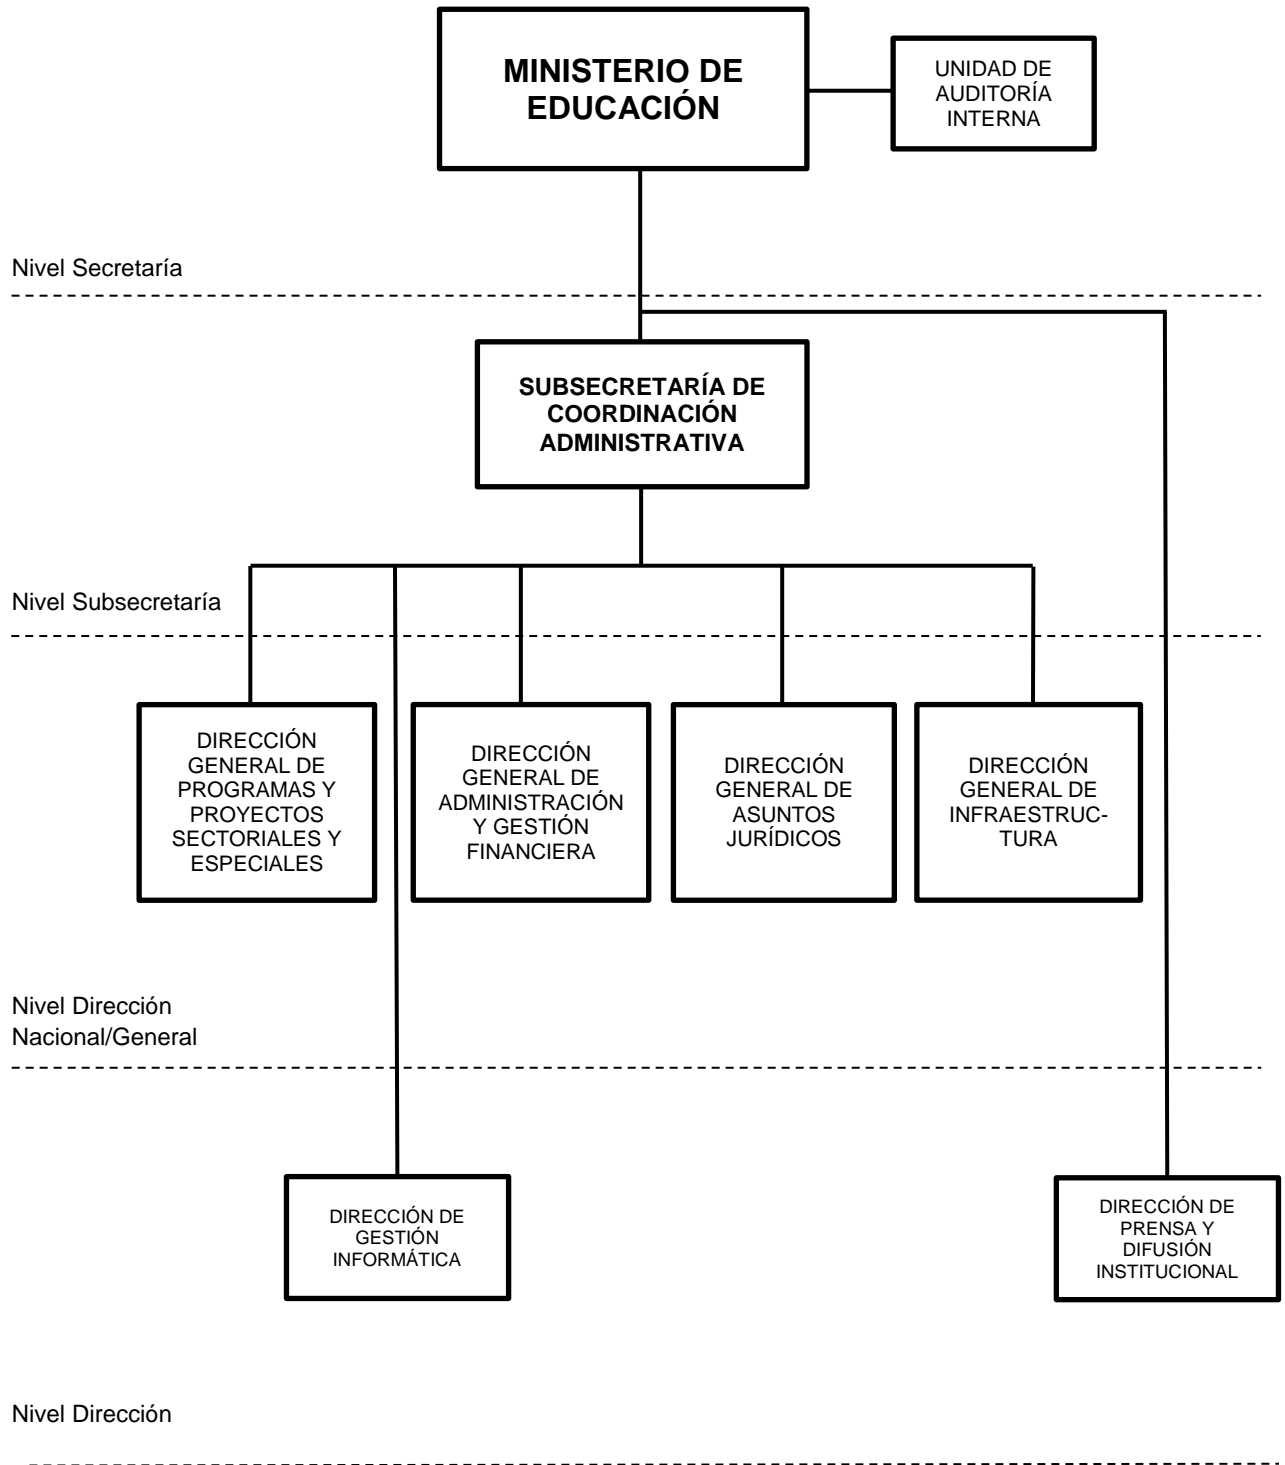 MINISTERIO DE
EDUCACIÓN
UNIDAD DE
AUDITORÍA
INTERNA
Nivel Secretaría
SUBSECRETARÍA DE
COORDINACIÓN
ADMINISTRATIVA
Nivel Subsecretaría
DIRECCIÓN
GENERAL DE
PROGRAMAS Y
PROYECTOS
SECTORIALES Y
ESPECIALES
DIRECCIÓN
GENERAL DE
ADMINISTRACIÓN
Y GESTIÓN
FINANCIERA
DIRECCIÓN
GENERAL DE
ASUNTOS
JURÍDICOS
DIRECCIÓN
GENERAL DE
INFRAESTRUC-
TURA
Nivel Dirección
Nacional/General
DIRECCIÓN DE
GESTIÓN
INFORMÁTICA
DIRECCIÓN DE
PRENSA Y
DIFUSIÓN
INSTITUCIONAL
Nivel Dirección